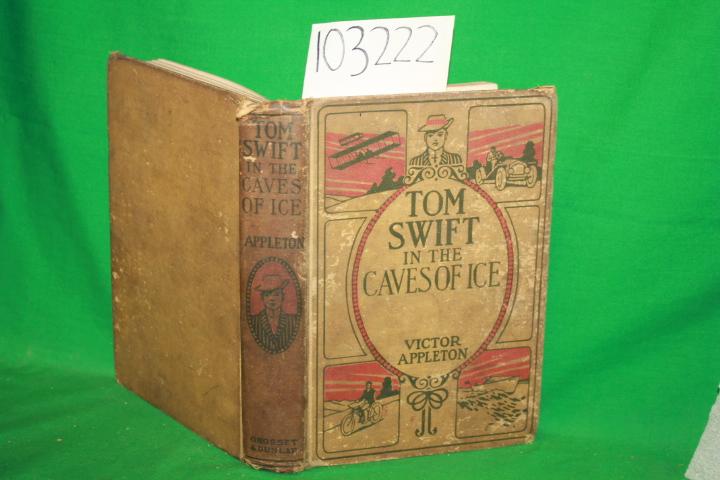 103222
TOM
SWIFT
IN THE
CAVES
OF ICE
APPLETON
GROSSET
& DUNLAP
TOM
SWIFT
IN THE
CAVES OF ICE
VICTOR
APPLETON